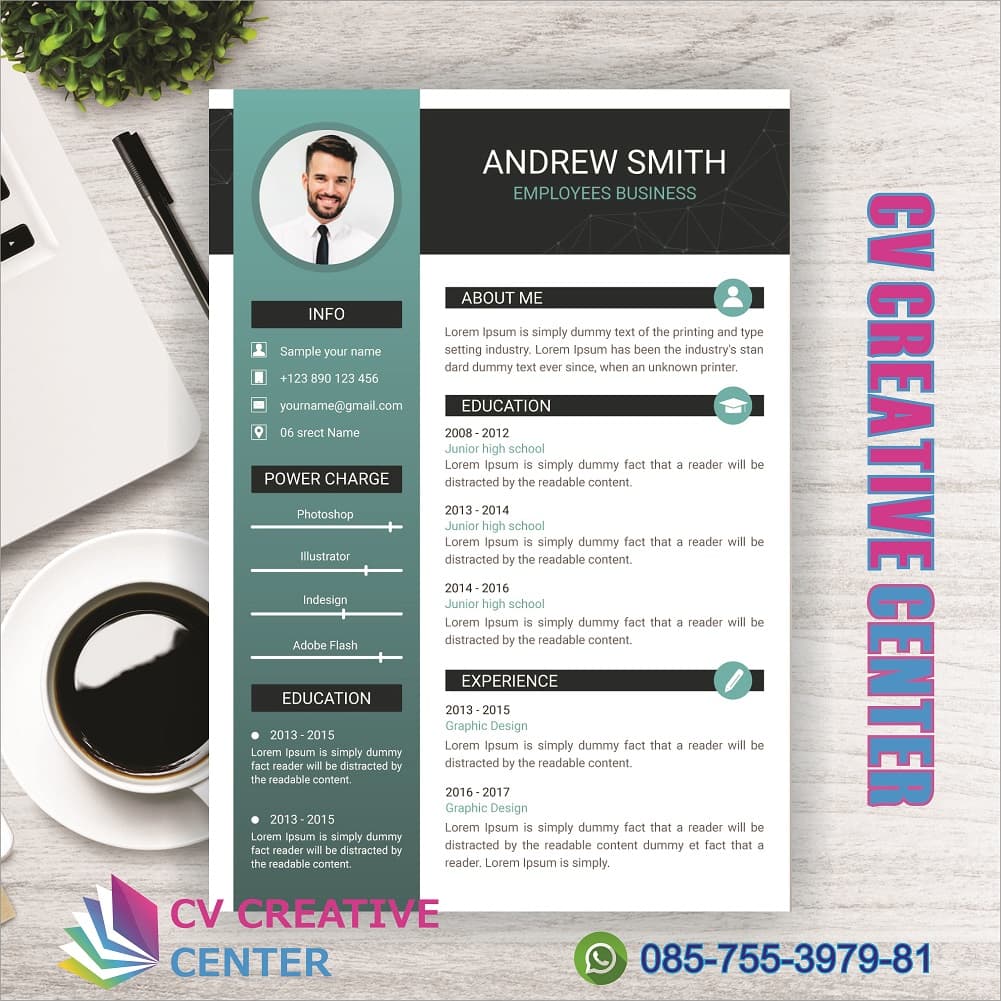 ANDREW SMITH
EMPLOYEES BUSINESS
INFO
Sample your name
+123 890 123 456
yourname@gmail.com
06 srect Name
POWER CHARGE
Photoshop
Illustrator
Indesign
Adobe Flash
EDUCATION
2013 - 2015
Lorem Ipsum is simply dummy
fact that a reader will be
distracted by the readable content.
2013 - 2015
Lorem Ipsum is simply dummy
fact that a reader will be
distracted by the readable content.
ABOUT ME
Lorem Ipsum is simply dummy text of the printing and type
setting industry. Lorem Ipsum has been the industry's stan
dard dummy text ever since, when an unknown printer.
EDUCATION
2008 - 2012
Junior high school
Lorem Ipsum is simply dummy fact that a reader will be
distracted by the readable content.
2013 - 2014
Junior high school
Lorem Ipsum is simply dummy fact that a reader will be
distracted by the readable content.
2014 - 2016
Junior high school
Lorem Ipsum is simply dummy fact that a reader will be
distracted by the readable content.
EXPERIENCE
2013 - 2015
Graphic Design
Lorem Ipsum is simply dummy fact that a reader will be
distracted by the readable content.
2016 - 2017
Graphic Design
Lorem Ipsum is simply dummy fact that a reader will be
distracted by the readable content dummy et fact that a
reader. Lorem Ipsum is simply.
CV CREATIVE CENTER
CV CREATIVE
CENTER
085-755-3979-81